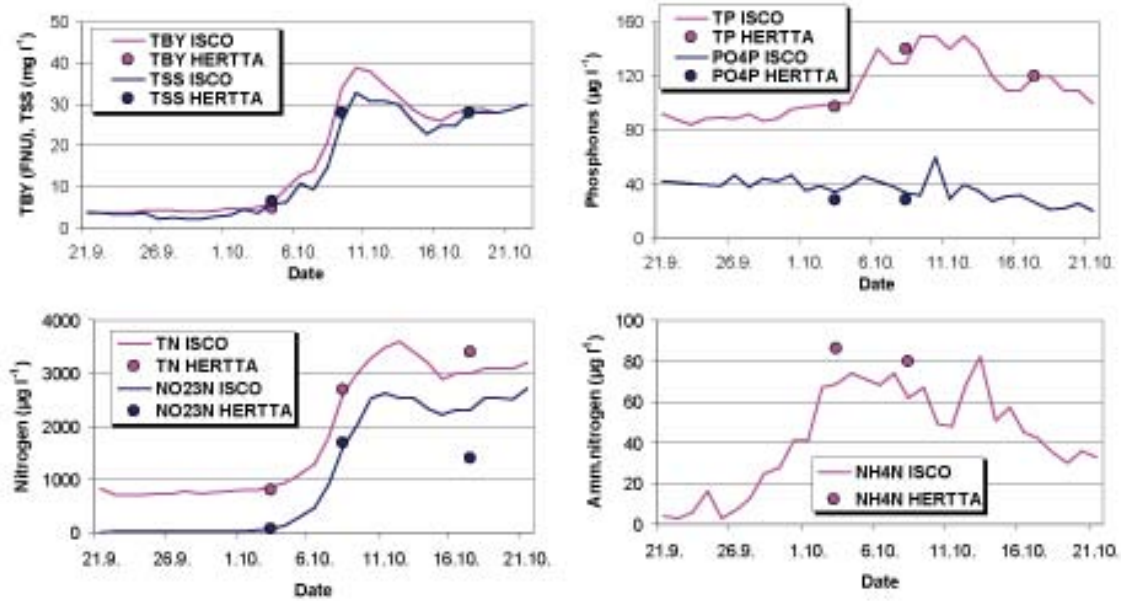 TBY (FNU), TSS (mg l⁻¹)
50
40
30
20
10
0
TBY ISCO
TBY HERTTA
TSS ISCO
TSS HERTTA
21.9. 26.9. 1.10. 6.10. 11.10. 16.10. 21.10.
Date
Phosphorus (µg l⁻¹)
160
120
80
40
0
TP ISCO
TP HERTTA
PO4P ISCO
PO4P HERTTA
21.9. 26.9. 1.10. 6.10. 11.10. 16.10. 21.10.
Date
Nitrogen (µg l⁻¹)
4000
3000
2000
1000
0
TN ISCO
TN HERTTA
NO23N ISCO
NO23N HERTTA
21.9. 26.9. 1.10. 6.10. 11.10. 16.10. 21.10.
Date
Amm.nitrogen (µg l⁻¹)
100
80
60
40
20
0
NH4N ISCO
NH4N HERTTA
21.9. 26.9. 1.10. 6.10. 11.10. 16.10. 21.10.
Date